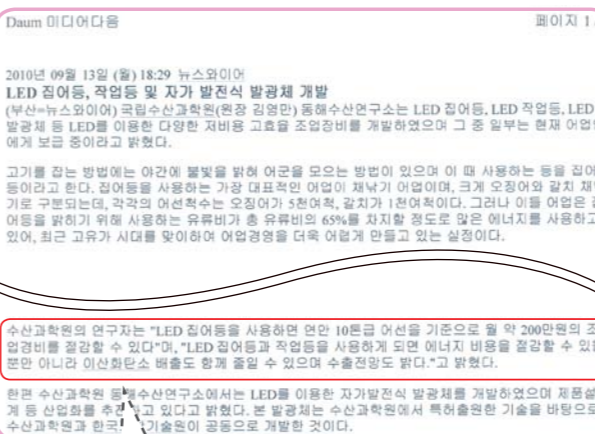 Daum 미디어다음 페이지 1
2010년 09월 13일 (월) 18:29 뉴스와이어
LED 집어등, 작업등 및 자가 발전식 발광체 개발
(부산=뉴스와이어) 국립수산과학원(원장 김영만) 동해수산연구소는 LED 집어등, LED 작업등, LED
발광체 등 LED를 이용한 다양한 저비용 고효율 조업장비를 개발하였으며 그 중 일부는 현재 어업인
에게 보급 중이라고 밝혔다.
고기를 잡는 방법에는 야간에 불빛을 밝혀 어군을 모으는 방법이 있으며 이 때 사용하는 등을 집어
등이라고 한다. 집어등을 사용하는 가장 대표적인 어업이 채낚기 어업이며, 크게 오징어와 갈치 채낚
기로 구분되는데, 각각의 어선척수는 오징어가 5천여척, 갈치가 1천여척이다. 그러나 이들 어업은 집
어등을 밝히기 위해 사용하는 유류비가 총 유류비의 65%를 차지할 정도로 많은 에너지를 사용하고
있어, 최근 고유가 시대를 맞이하여 어업경영을 더욱 어렵게 만들고 있는 실정이다.
수산과학원의 연구자는 "LED 집어등을 사용하면 연안 10톤급 어선을 기준으로 월 약 200만원의 조
업경비를 절감할 수 있다"며, "LED 집어등과 작업등을 사용하게 되면 에너지 비용을 절감할 수 있을
뿐만 아니라 이산화탄소 배출도 함께 줄일 수 있으며 수출전망도 밝다."고 밝혔다.
한편 수산과학원 동해수산연구소에서는 LED를 이용한 자가발전식 발광체를 개발하였으며 제품설
계 등 산업화를 추진하고 있다고 밝혔다. 본 발광체는 수산과학원에서 특허출원한 기술을 바탕으로
수산과학원과 한국 기술원이 공동으로 개발한 것이다.